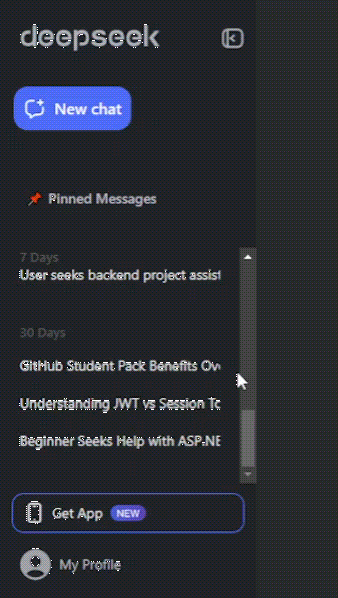 deepseek
New chat
Pinned Messages
7 Days
User seeks backend project assist
30 Days
GitHub Student Pack Benefits Ov
Understanding JWT vs Session To
Beginner Seeks Help with ASP.NE
Get App NEW
My Profile